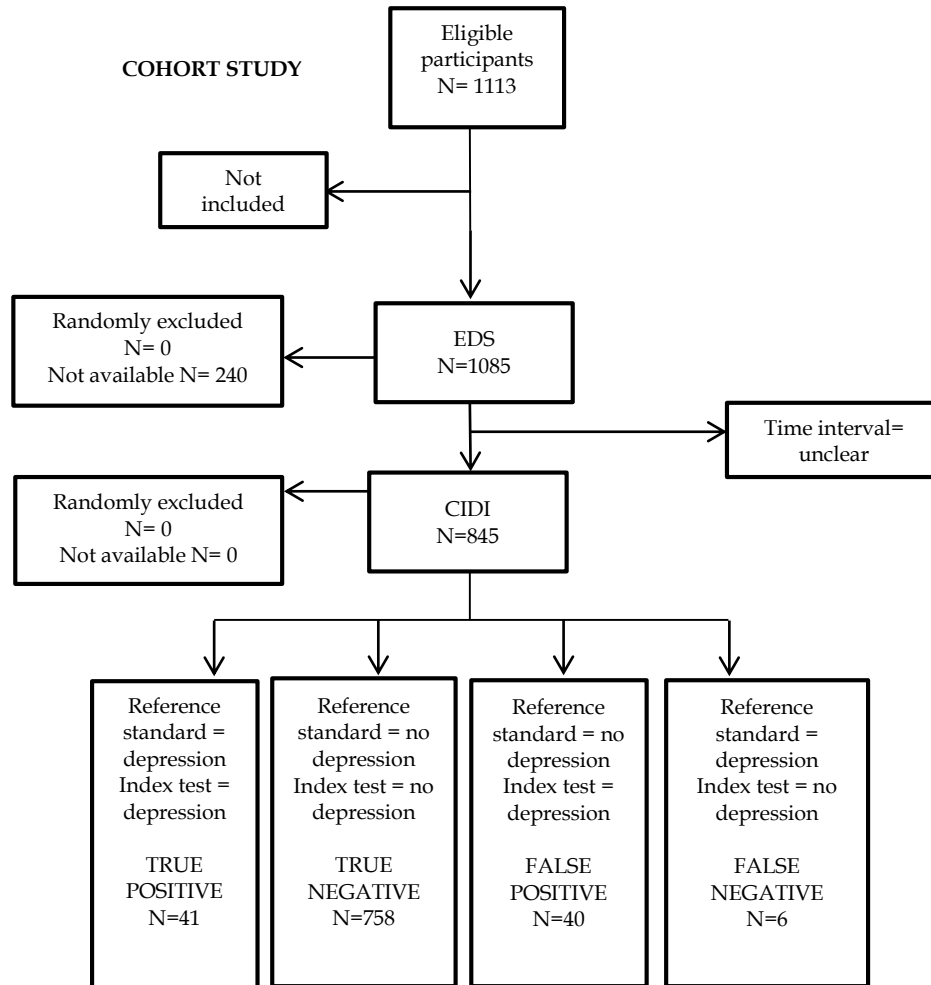 COHORT STUDY
Eligible
participants
N= 1113
Not
included
Randomly excluded
N= 0
Not available N= 240
EDS
N=1085
Time interval=
unclear
Randomly excluded
N= 0
Not available N= 0
CIDI
N=845
Reference
standard =
depression
Index test =
depression
TRUE
POSITIVE
N=41
Reference
standard = no
depression
Index test = no
depression
TRUE
NEGATIVE
N=758
Reference
standard = no
depression
Index test =
depression
FALSE
POSITIVE
N=40
Reference
standard =
depression
Index test = no
depression
FALSE
NEGATIVE
N=6